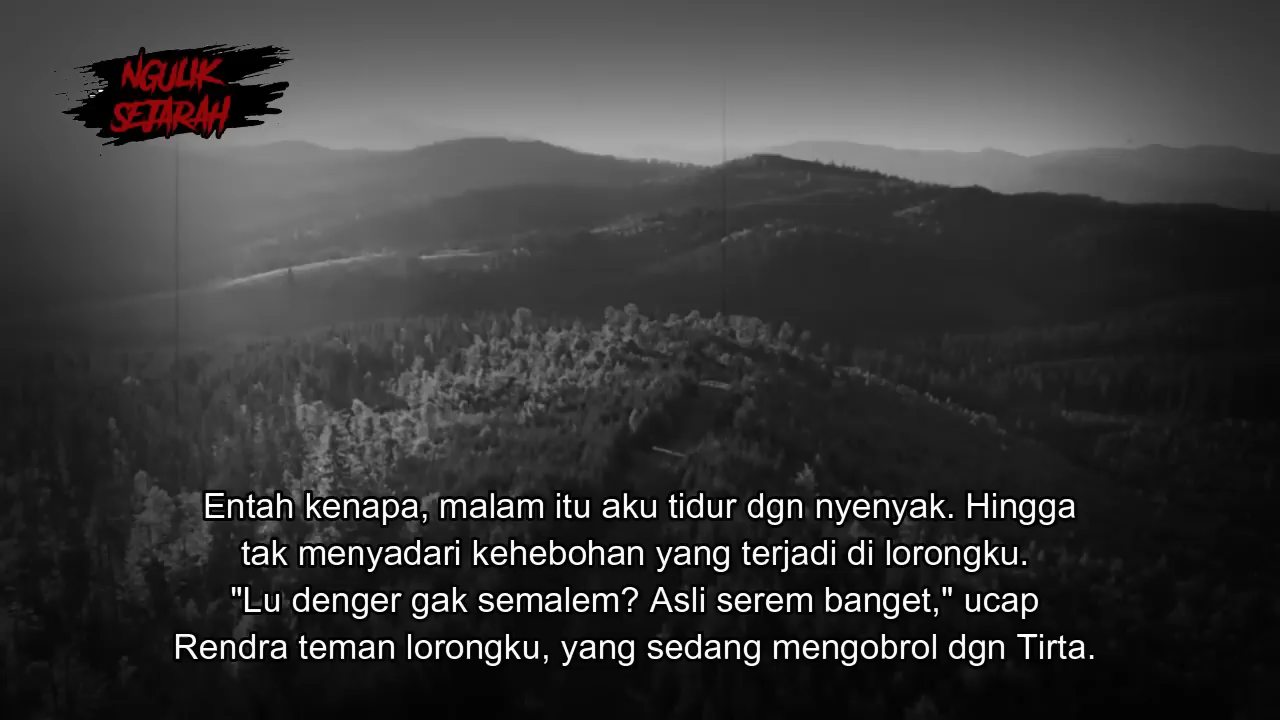 NGULIK
SEJARAH
Entah kenapa, malam itu aku tidur dgn nyenyak. Hingga
tak menyadari kehebohan yang terjadi di lorongku.
"Lu denger gak semalem? Asli serem banget," ucap
Rendra teman lorongku, yang sedang mengobrol dgn Tirta.